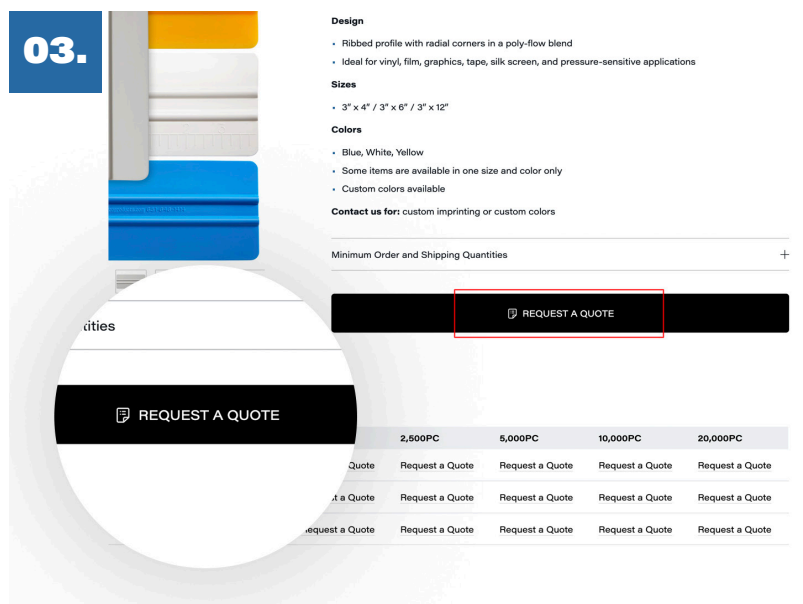 03.
Design
Ribbed profile with radial corners in a poly-flow blend
Ideal for vinyl, film, graphics, tape, silk screen, and pressure-sensitive applications
Sizes
3″ x 4″ / 3″ x 6″ / 3″ x 12″
Colors
Blue, White, Yellow
Some items are available in one size and color only
Custom colors available
Contact us for: custom imprinting or custom colors
Minimum Order and Shipping Quantities
REQUEST A QUOTE
tities
REQUEST A QUOTE
2,500PC 5,000PC 10,000PC 20,000PC
Quote Request a Quote Request a Quote Request a Quote Request a Quote
t a Quote Request a Quote Request a Quote Request a Quote Request a Quote
equest a Quote Request a Quote Request a Quote Request a Quote Request a Quote